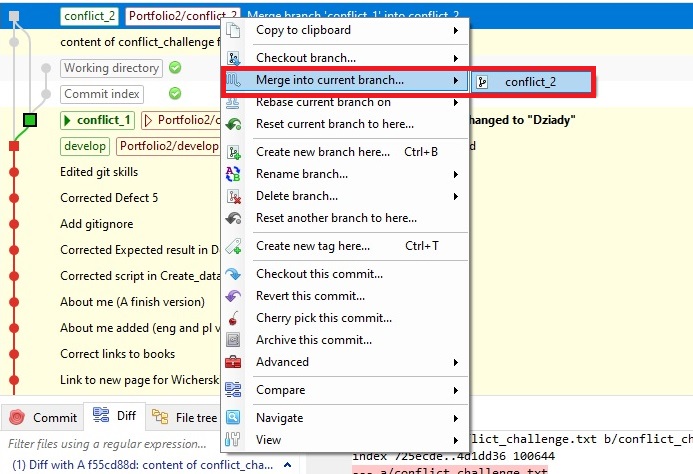 conflict_2 Portfolio2/conflict_2 Merge branch 'conflict_1' into conflict_2
Copy to clipboard
content of conflict_challenge f
Checkout branch...
Working directory
Merge into current branch... conflict_2
Commit index
Rebase current branch on
conflict_1 Portfolio2/c
Reset current branch to here... hanged to "Dziady"
develop Portfolio2/develop
Create new branch here... Ctrl+B
Edited git skills
Rename branch...
Corrected Defect 5
Delete branch...
Add gitignore
Reset another branch to here...
Corrected Expected result in D
Create new tag here... Ctrl+T
Corrected script in Create_data
Checkout this commit...
About me (A finish version)
Revert this commit...
About me added (eng and pl v
Cherry pick this commit...
Archive this commit...
Correct links to books
Advanced
Link to new page for Wichersk
Compare
Commit Diff File tree
Navigate
Filter files using a regular expression...
View
nflict_challenge.txt b/conflict_c
index 725ecde..4d1dd36 100644
(1) Diff with A f55cd88d: content of conflict_cha...
--- a/conflict_challenge.txt